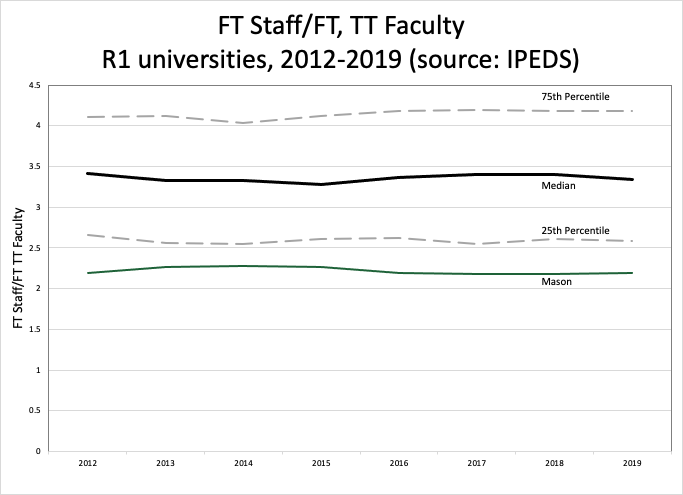 FT Staff/FT, TT Faculty
R1 universities, 2012-2019 (source: IPEDS)
FT Staff/FT TT Faculty
4.5
4
3.5
3
2.5
2
1.5
1
0.5
0
75th Percentile
Median
25th Percentile
Mason
2012
2013
2014
2015
2016
2017
2018
2019